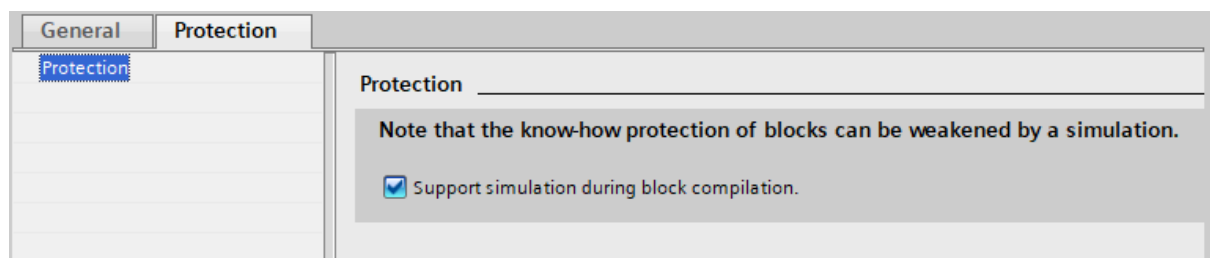 General Protection
Protection
Protection
Note that the know-how protection of blocks can be weakened by a simulation.
Support simulation during block compilation.